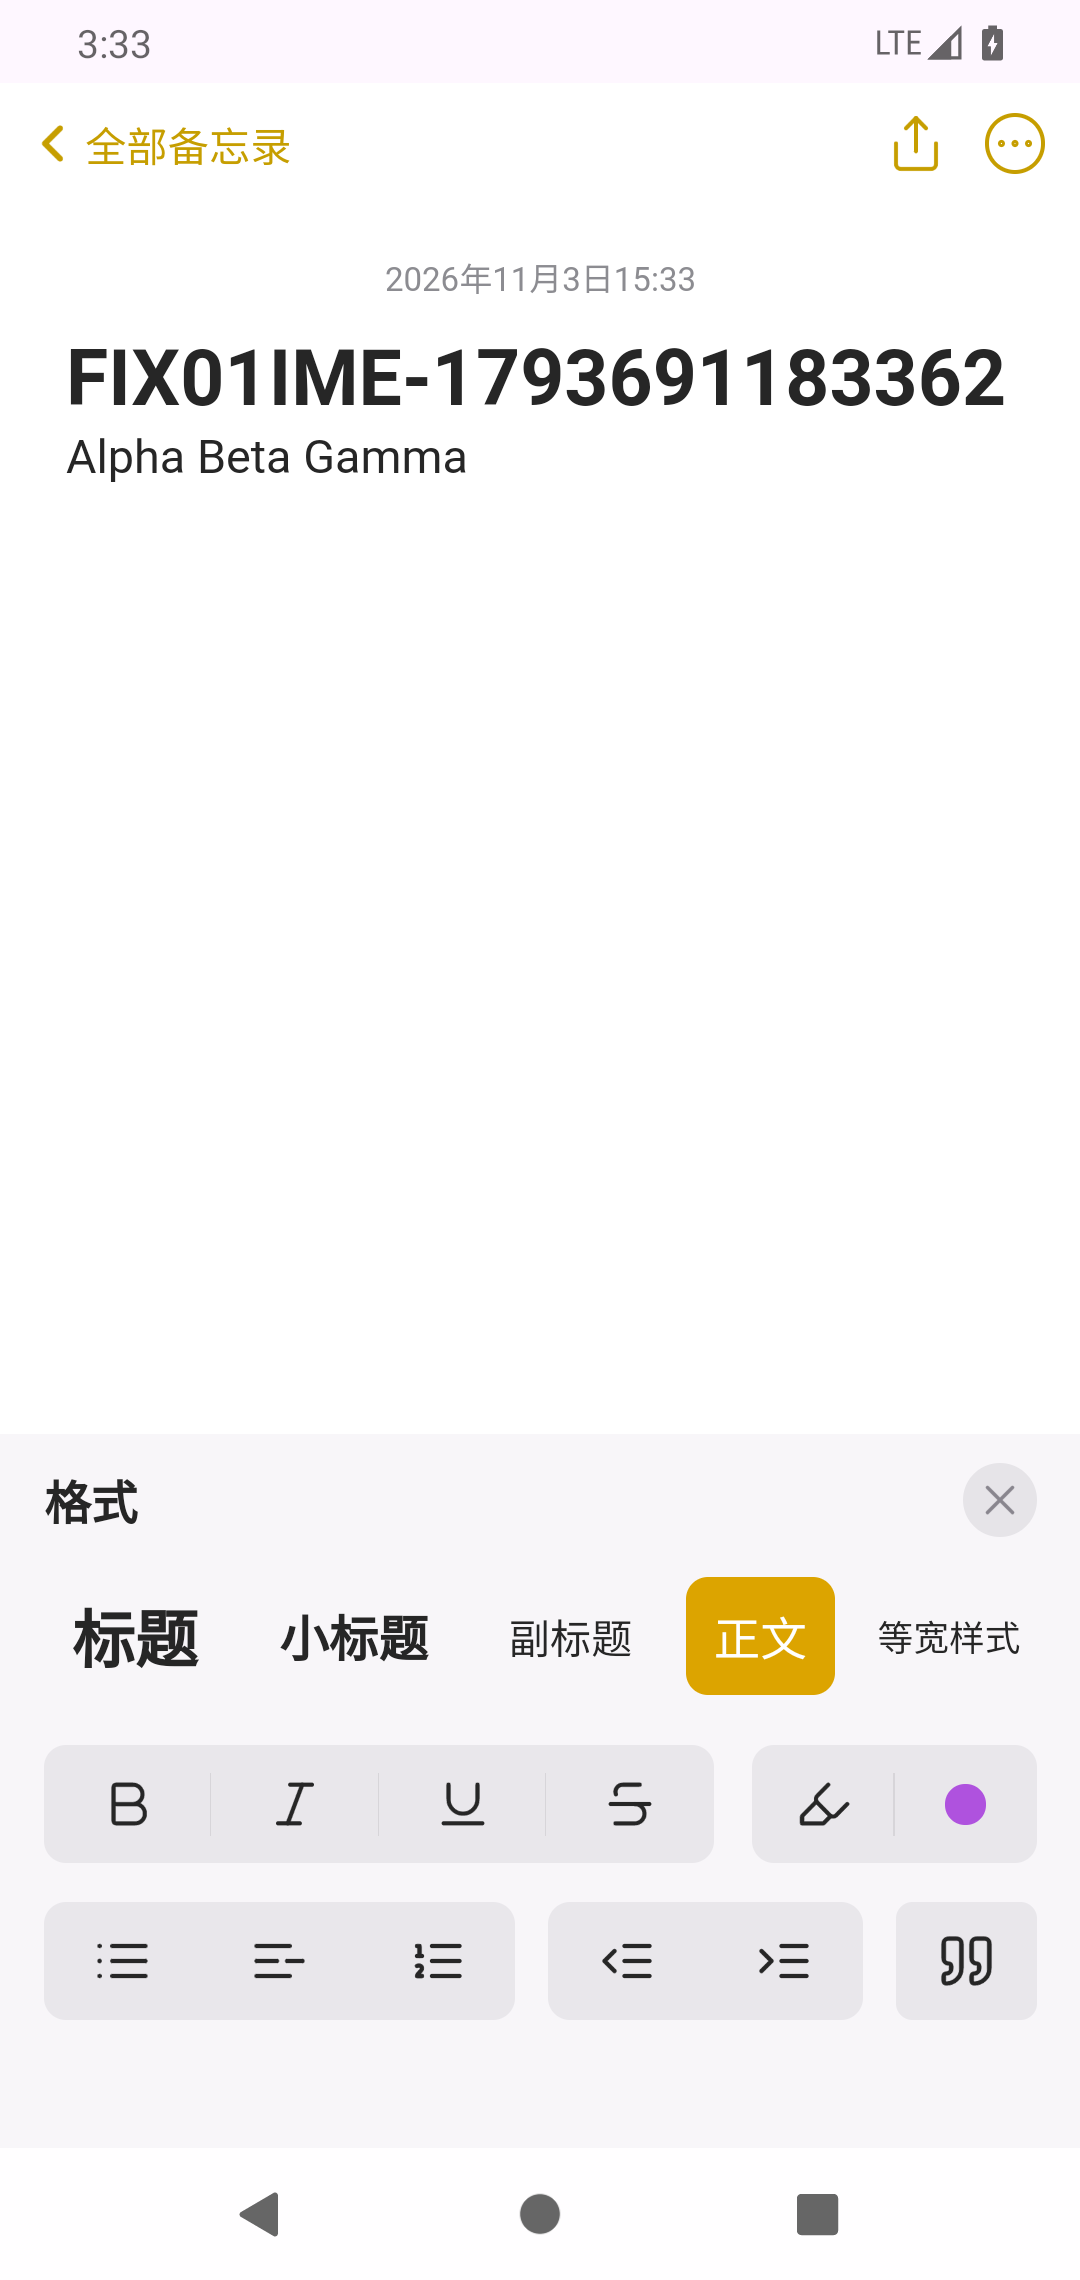 3:33 LTE
全部备忘录
2026年11月3日15:33
FIX01IME-1793691183362
Alpha Beta Gamma
格式
标题 小标题 副标题 正文 等宽样式
B I U S